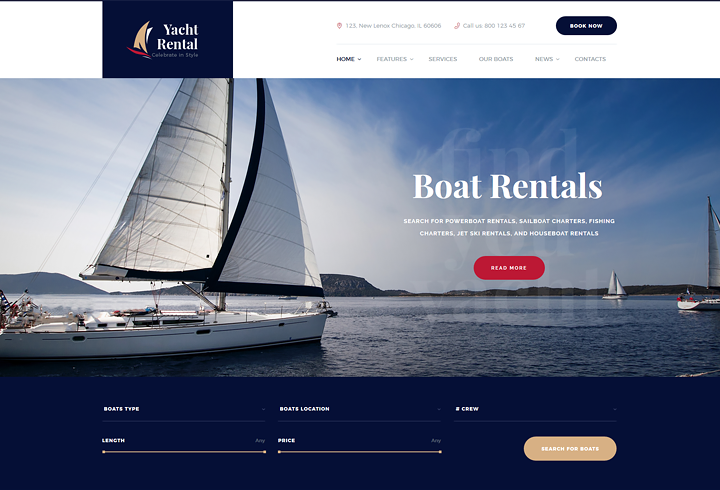 Yacht
Rental
Celebrate in Style
123, New Lenox Chicago, IL 60606
Call us: 800 123 45 67
BOOK NOW
HOME
FEATURES
SERVICES
OUR BOATS
NEWS
CONTACTS
find
Boat Rentals
SEARCH FOR POWERBOAT RENTALS, SAILBOAT CHARTERS, FISHING
CHARTERS, JET SKI RENTALS, AND HOUSEBOAT RENTALS
READ MORE
BOATS TYPE
BOATS LOCATION
# CREW
LENGTH
Any
PRICE
Any
SEARCH FOR BOATS